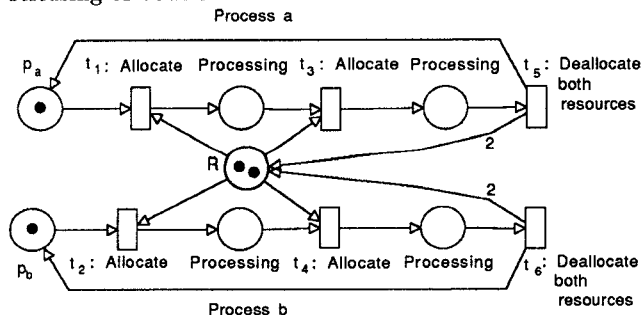 Process a
p_a
t_1: Allocate Processing t_3: Allocate Processing t_5: Deallocate
both
resources
2
R
2
p_b
t_2: Allocate Processing t_4: Allocate Processing t_6: Deallocate
both
resources
Process b